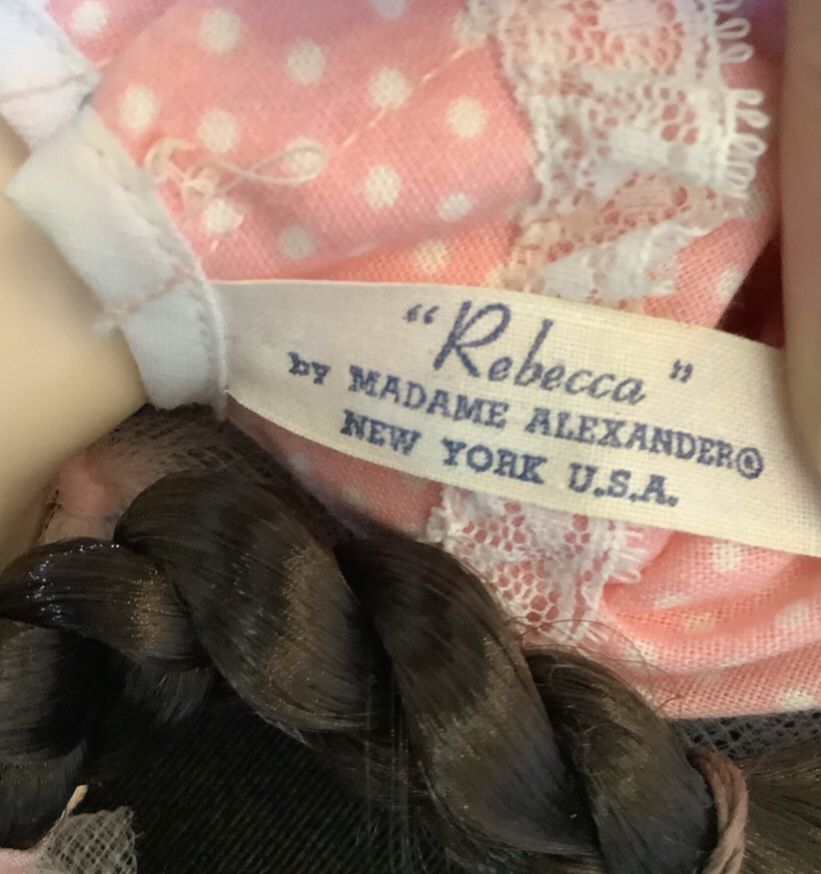 “Rebecca”
by MADAME ALEXANDER®
NEW YORK U.S.A.